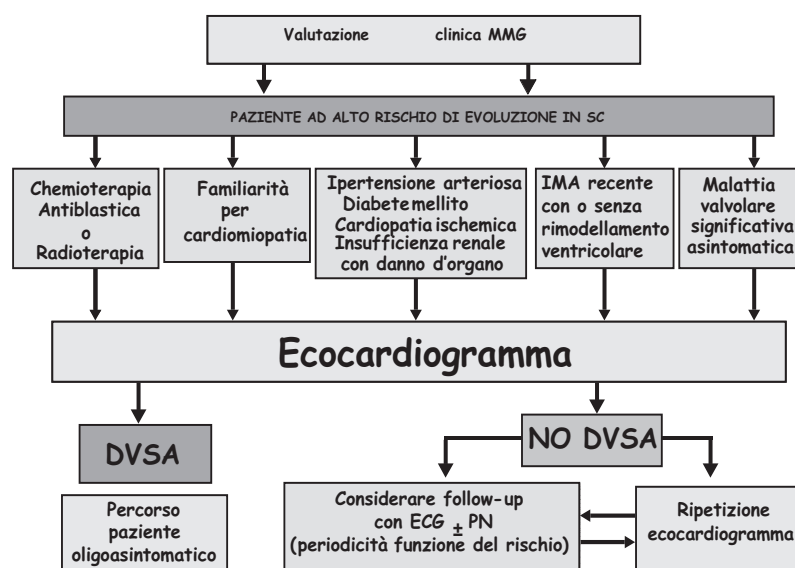 Valutazione clinica MMG
PAZIENTE AD ALTO RISCHIO DI EVOLUZIONE IN SC
Chemioterapia
Antiblastica
o
Radioterapia
Familiarità
per
cardiomiopatia
Ipertensione arteriosa
Diabete mellito
Cardiopatia ischemica
Insufficienza renale
con danno d'organo
IMA recente
con o senza
rimodellamento
ventricolare
Malattia
valvolare
significativa
asintomatica
Ecocardiogramma
DVSA
NO DVSA
Percorso
paziente
oligoasintomatico
Considerare follow-up
con ECG ± PN
(periodicità funzione del rischio)
Ripetizione
ecocardiogramma